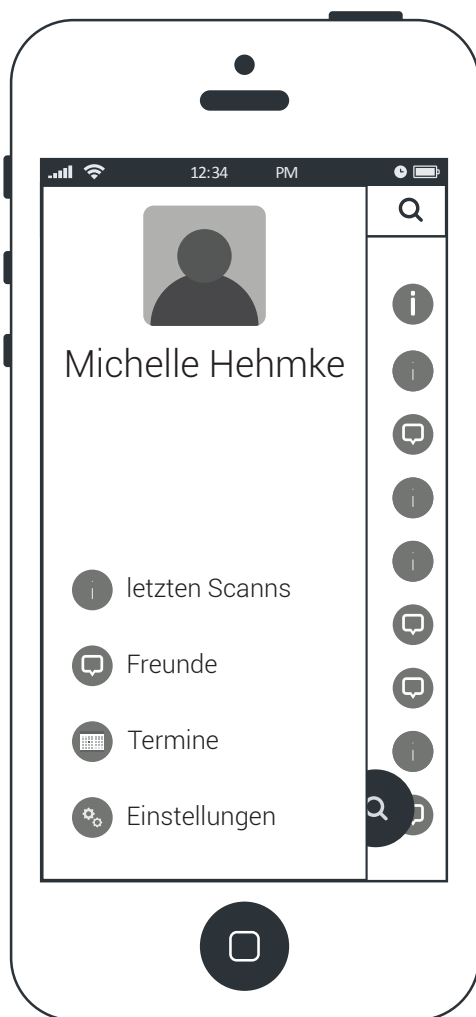 12:34 PM
Michelle Hehmke
letzten Scanns
Freunde
Termine
Einstellungen